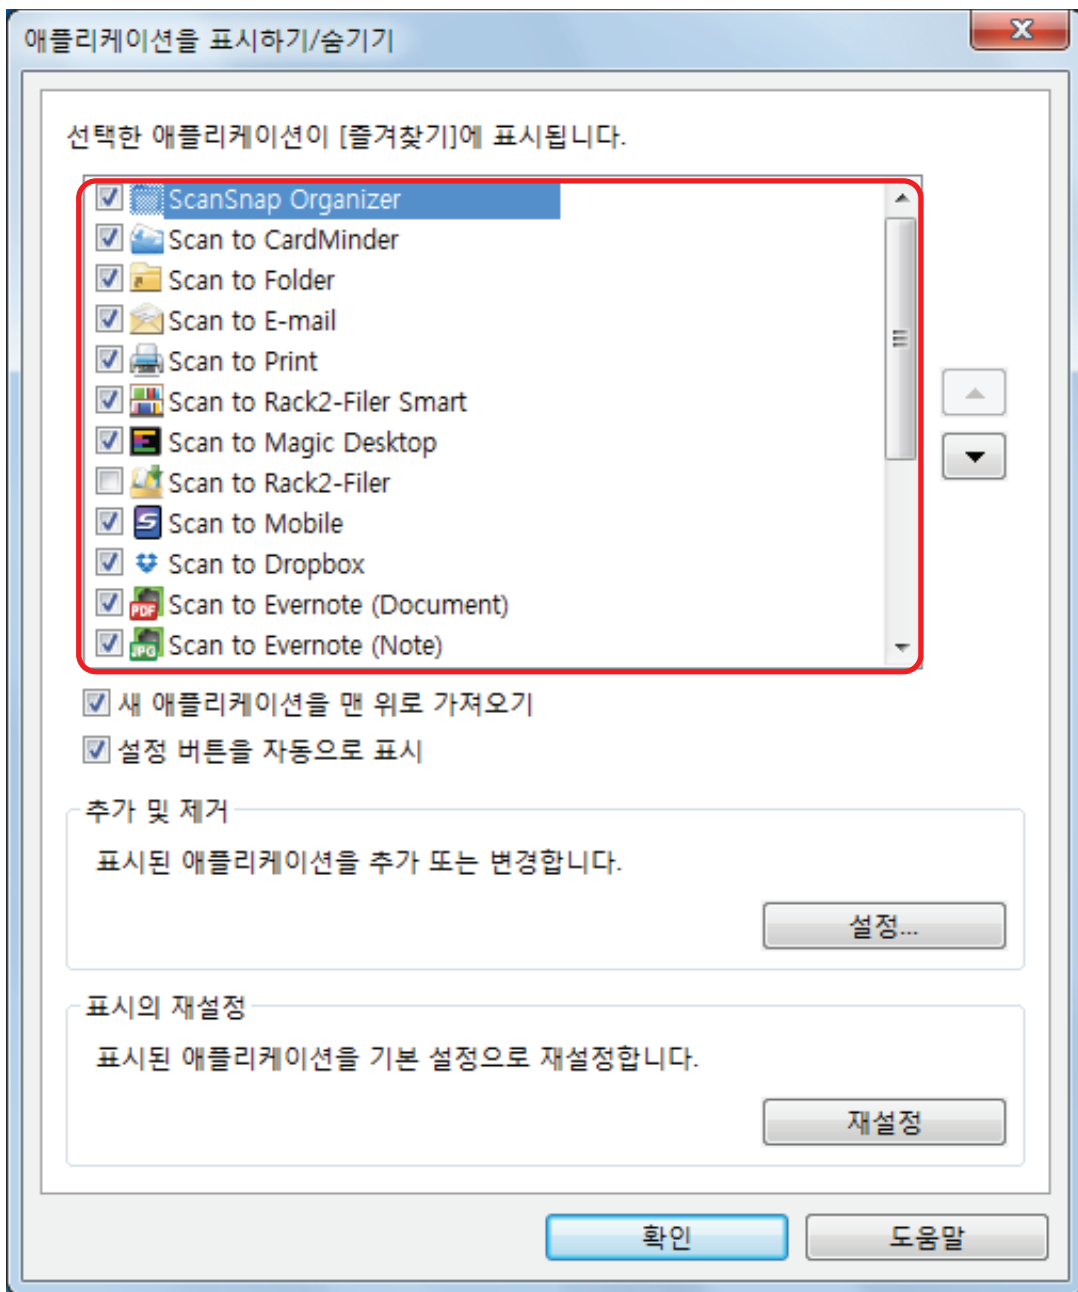 애플리케이션을 표시하기/숨기기
선택한 애플리케이션이 [즐겨찾기]에 표시됩니다.
ScanSnap Organizer
Scan to CardMinder
Scan to Folder
Scan to E-mail
Scan to Print
Scan to Rack2-Filer Smart
Scan to Magic Desktop
Scan to Rack2-Filer
Scan to Mobile
Scan to Dropbox
PDF Scan to Evernote (Document)
JPG Scan to Evernote (Note)
새 애플리케이션을 맨 위로 가져오기
설정 버튼을 자동으로 표시
추가 및 제거
표시된 애플리케이션을 추가 또는 변경합니다.
설정...
표시의 재설정
표시된 애플리케이션을 기본 설정으로 재설정합니다.
재설정
확인 도움말